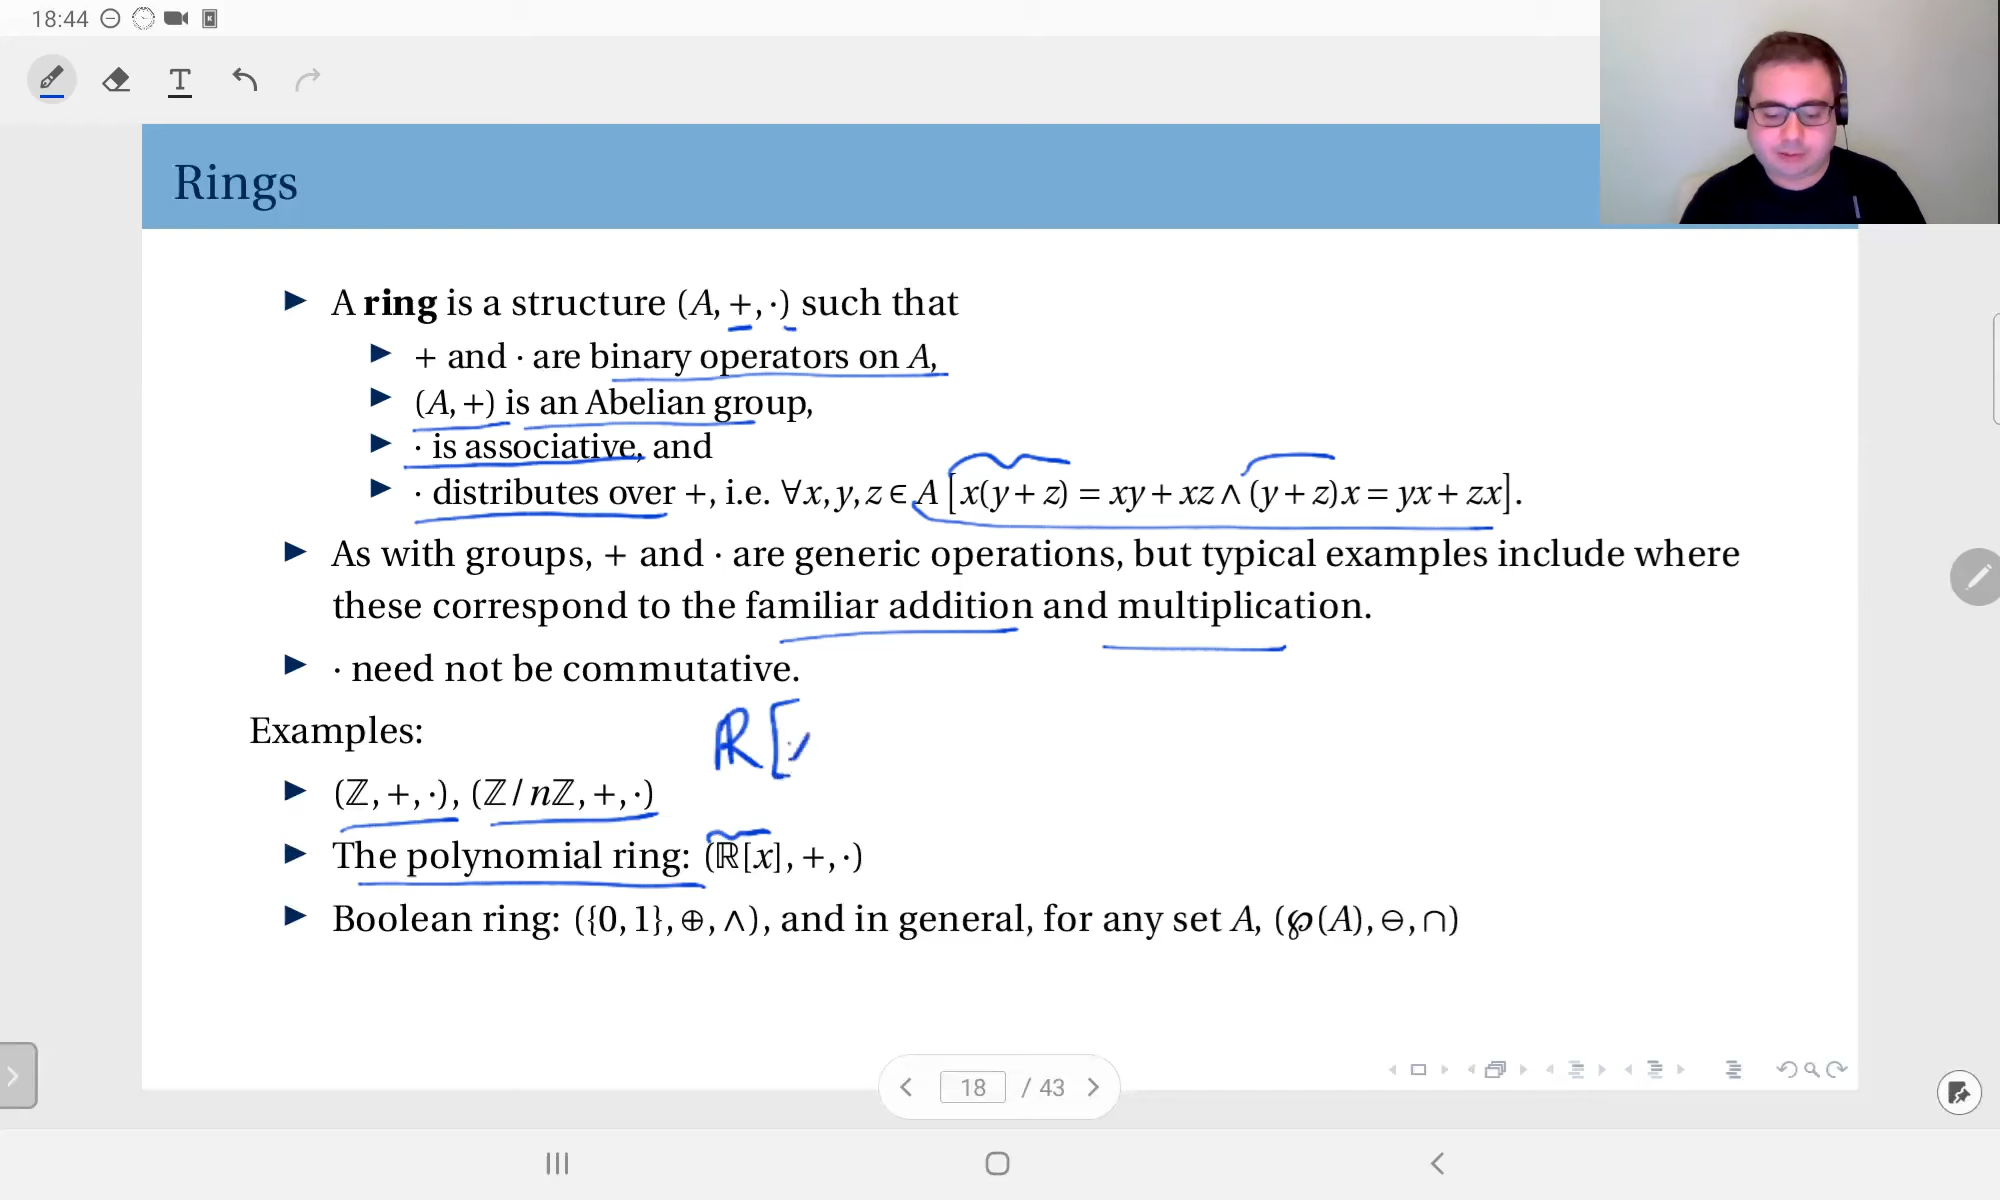 18:44
T
Rings
▶ A ring is a structure (A, +, ·) such that
▶ + and · are binary operators on A,
▶ (A, +) is an Abelian group,
▶ · is associative, and
▶ · distributes over +, i.e. ∀x, y, z ∈ A [x(y + z) = xy + xz ∧ (y + z)x = yx + zx].
▶ As with groups, + and · are generic operations, but typical examples include where
these correspond to the familiar addition and multiplication.
▶ · need not be commutative.
Examples:
ℝ[
▶ (ℤ, +, ·), (ℤ/nℤ, +, ·)
▶ The polynomial ring: (ℝ[x], +, ·)
▶ Boolean ring: ({0, 1}, ⊕, ∧), and in general, for any set A, (℘(A), ⊖, ∩)
18 / 43